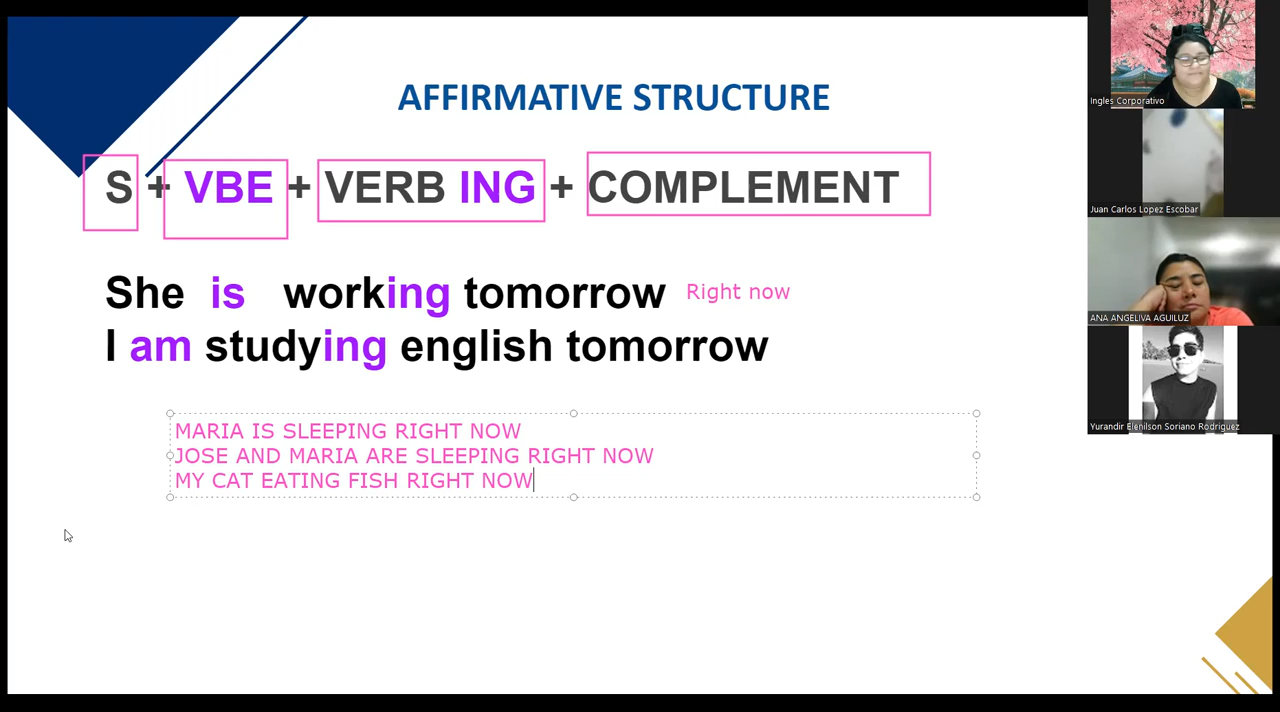 AFFIRMATIVE STRUCTURE
S + VBE + VERB ING + COMPLEMENT
She is working tomorrow Right now
I am studying english tomorrow
MARIA IS SLEEPING RIGHT NOW
JOSE AND MARIA ARE SLEEPING RIGHT NOW
MY CAT EATING FISH RIGHT NOW
Ingles Corporativo
Juan Carlos Lopez Escobar
ANA ANGELIVA AGUILUZ
Yurandir Elenilson Soriano Rodriguez